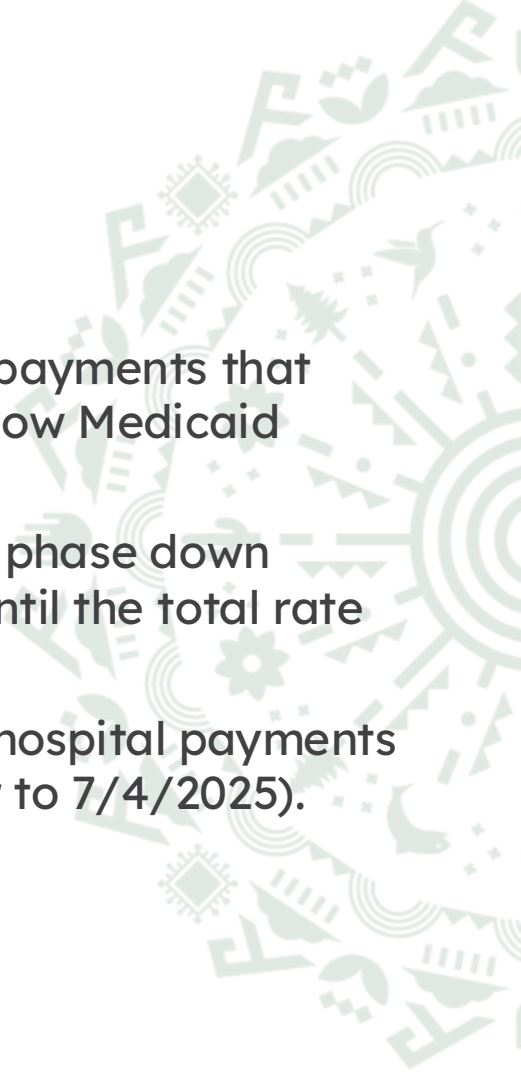 payments that
ow Medicaid
phase down
ntil the total rate
hospital payments
to 7/4/2025).